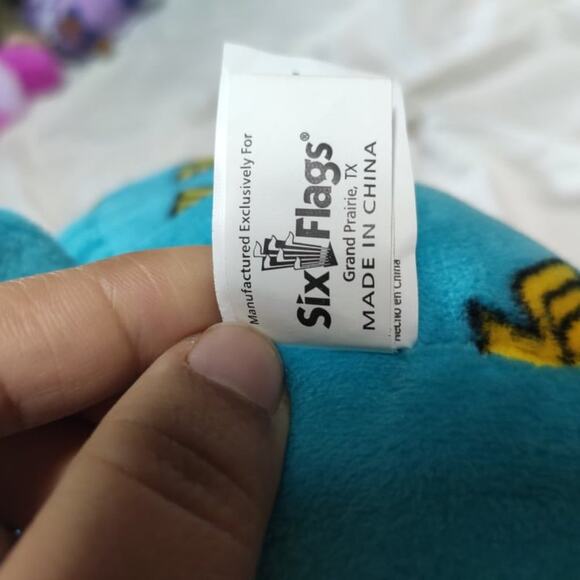 Manufactured Exclusively For
Six Flags®
Grand Prairie, TX
MADE IN CHINA
Hecho en China